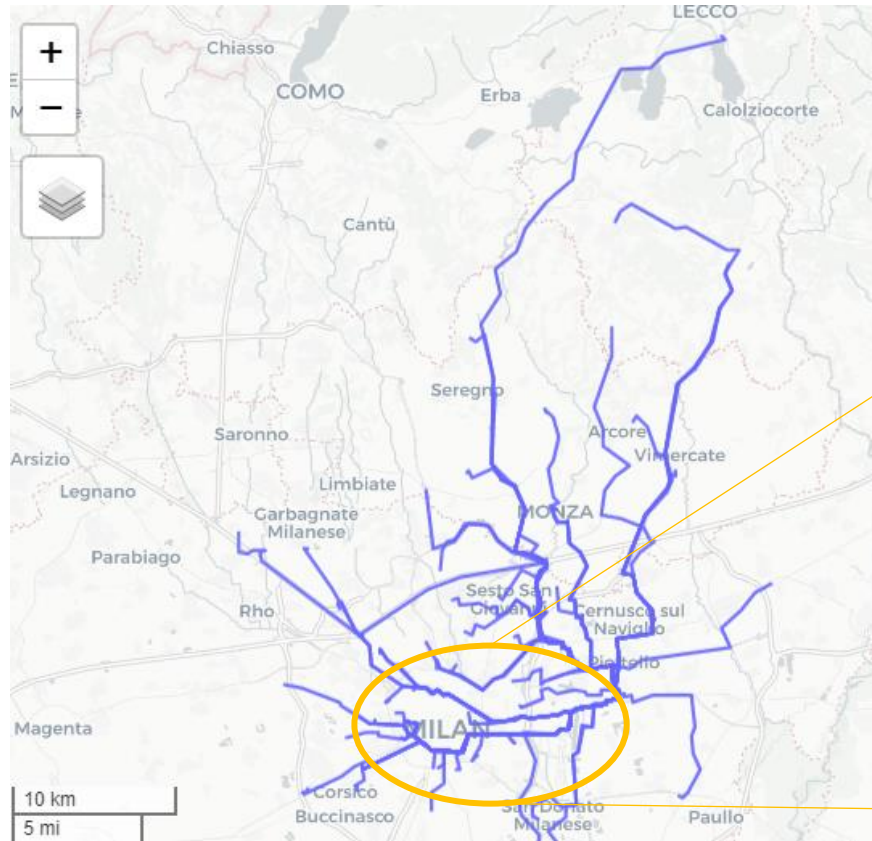 LECCO
+
Chiasso
COMO
Erba
Calolziocorte
−
Cantù
Seregno
Arcore
Saronno
Vimercate
Arsizio
Limbiate
Legnano
MONZA
Garbagnate
Milanese
Parabiago
Sesto San
Giovanni
Rho
Cernusco sul
Naviglio
Pioltello
Magenta
MILAN
10 km
Corsico
San Donato
Milanese
Buccinasco
Paullo
5 mi